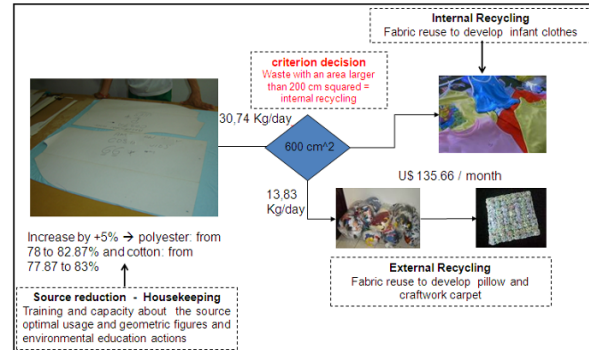 Internal Recycling
Fabric reuse to develop infant clothes
criterion decision
Waste with an area larger
than 200 cm squared =
internal recycling
30,74 Kg/day
600 cm^2
U$ 135.66 / month
13,83
Kg/day
Increase by +5% → polyester: from
78 to 82.87% and cotton: from
77.87 to 83%
External Recycling
Fabric reuse to develop pillow and
craftwork carpet
Source reduction - Housekeeping
Training and capacity about the source
optimal usage and geometric figures and
environmental education actions